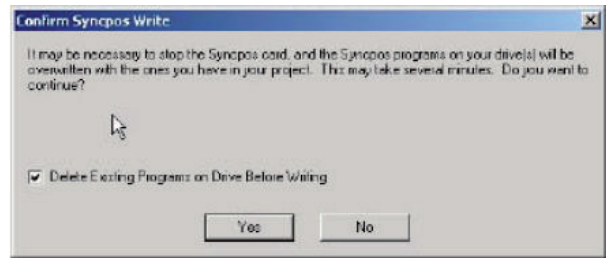 Confirm Syncpos Write
It may be necessary to stop the Syncpos card, and the Syncpos programs on your drive(s) will be
overwritten with the ones you have in your project. This may take several minutes. Do you want to
continue?
Delete Existing Programs on Drive Before Writing
Yes No